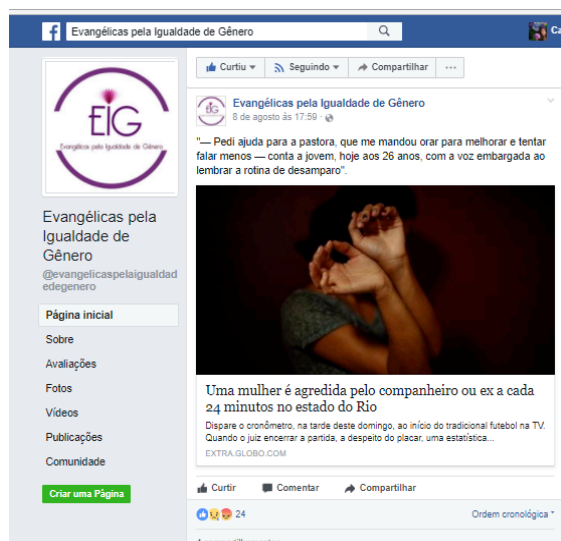 Evangélicas pela Igualdade de Gênero
Ca
Curtiu
Seguindo
Compartilhar
···
EIG
Evangélicas pela Igualdade de Gênero
Evangélicas pela
Igualdade de
Gênero
@evangelicaspelaigualdad
edegenero
Página inicial
Sobre
Avaliações
Fotos
Vídeos
Publicações
Comunidade
Criar uma Página
EIG
Evangélicas pela Igualdade de Gênero
8 de agosto às 17:59 ·
"— Pedi ajuda para a pastora, que me mandou orar para melhorar e tentar
falar menos — conta a jovem, hoje aos 26 anos, com a voz embargada ao
lembrar a rotina de desamparo".
Uma mulher é agredida pelo companheiro ou ex a cada
24 minutos no estado do Rio
Dispare o cronômetro, na tarde deste domingo, ao início do tradicional futebol na TV.
Quando o juiz encerrar a partida, a despeito do placar, uma estatística...
EXTRA.GLOBO.COM
Curtir
Comentar
Compartilhar
24
Ordem cronológica